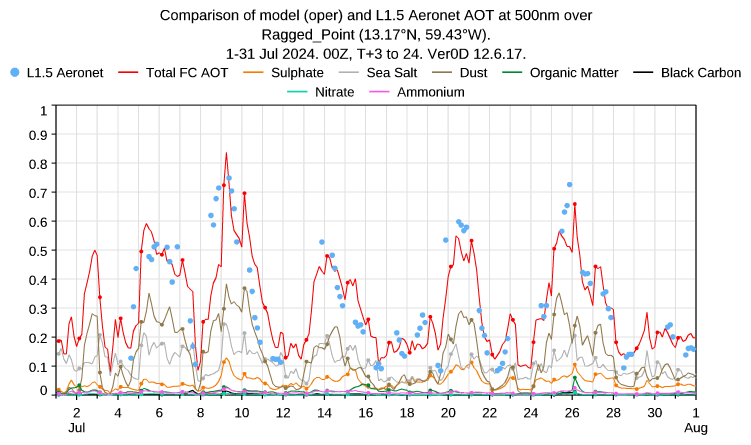 Comparison of model (oper) and L1.5 Aeronet AOT at 500nm over
Ragged_Point (13.17°N, 59.43°W).
1-31 Jul 2024. 00Z, T+3 to 24. Ver0D 12.6.17.
L1.5 Aeronet Total FC AOT Sulphate Sea Salt Dust Organic Matter Black Carbon
Nitrate Ammonium
1
0.9
0.8
0.7
0.6
0.5
0.4
0.3
0.2
0.1
0
2 4 6 8 10 12 14 16 18 20 22 24 26 28 30 1
Jul Aug